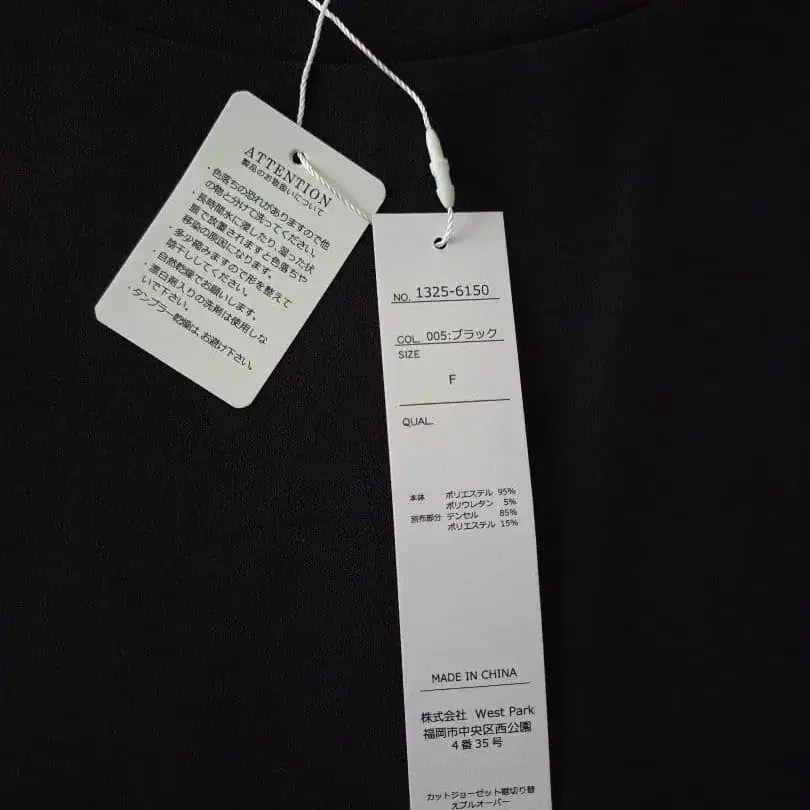 ATTENTION
製品のお取扱いについて
・色落ちの恐れがありますので他
の物と分けて洗ってください。
・長時間水に浸したり、湿った状
態で放置されますと色落ちや
移染の原因になります。
・多少縮みますので形を整えて
陰干ししてください。
・自然乾燥でお願いします。
・漂白剤入りの洗剤は使用しな
いで下さい。
・タンブラー乾燥は、お避け下さい。
NO. 1325-6150
COL. 005:ブラック
SIZE
F
QUAL.
本体 ポリエステル 95%
ポリウレタン 5%
別布部分 テンセル 85%
ポリエステル 15%
MADE IN CHINA
株式会社 West Park
福岡市中央区西公園
4番35号
カットジョーゼット裾切り替
えプルオーバー